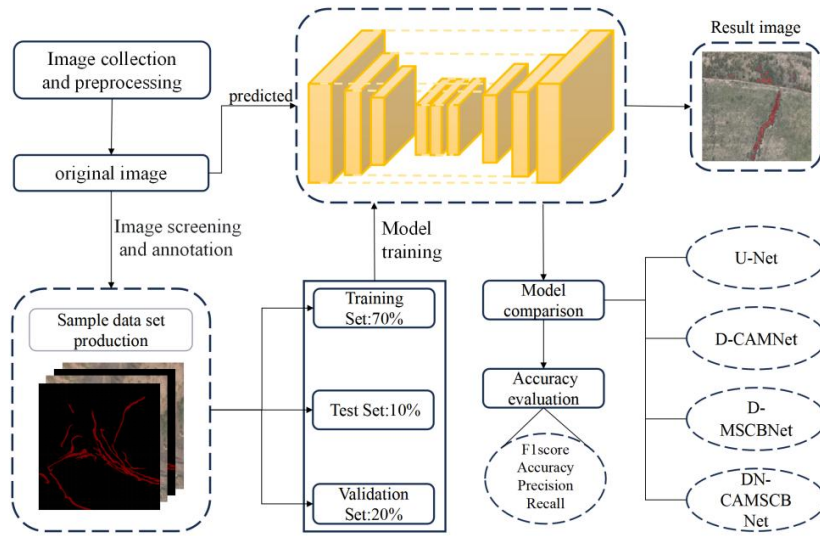 Image collection
and preprocessing
predicted
Result image
original image
Image screening
and annotation
Model
training
Sample data set
production
Training
Set:70%
Test Set:10%
Validation
Set:20%
Model
comparison
Accuracy
evaluation
F1score
Accuracy
Precision
Recall
U-Net
D-CAMNet
D-
MSCBNet
DN-
CAMSCB
Net